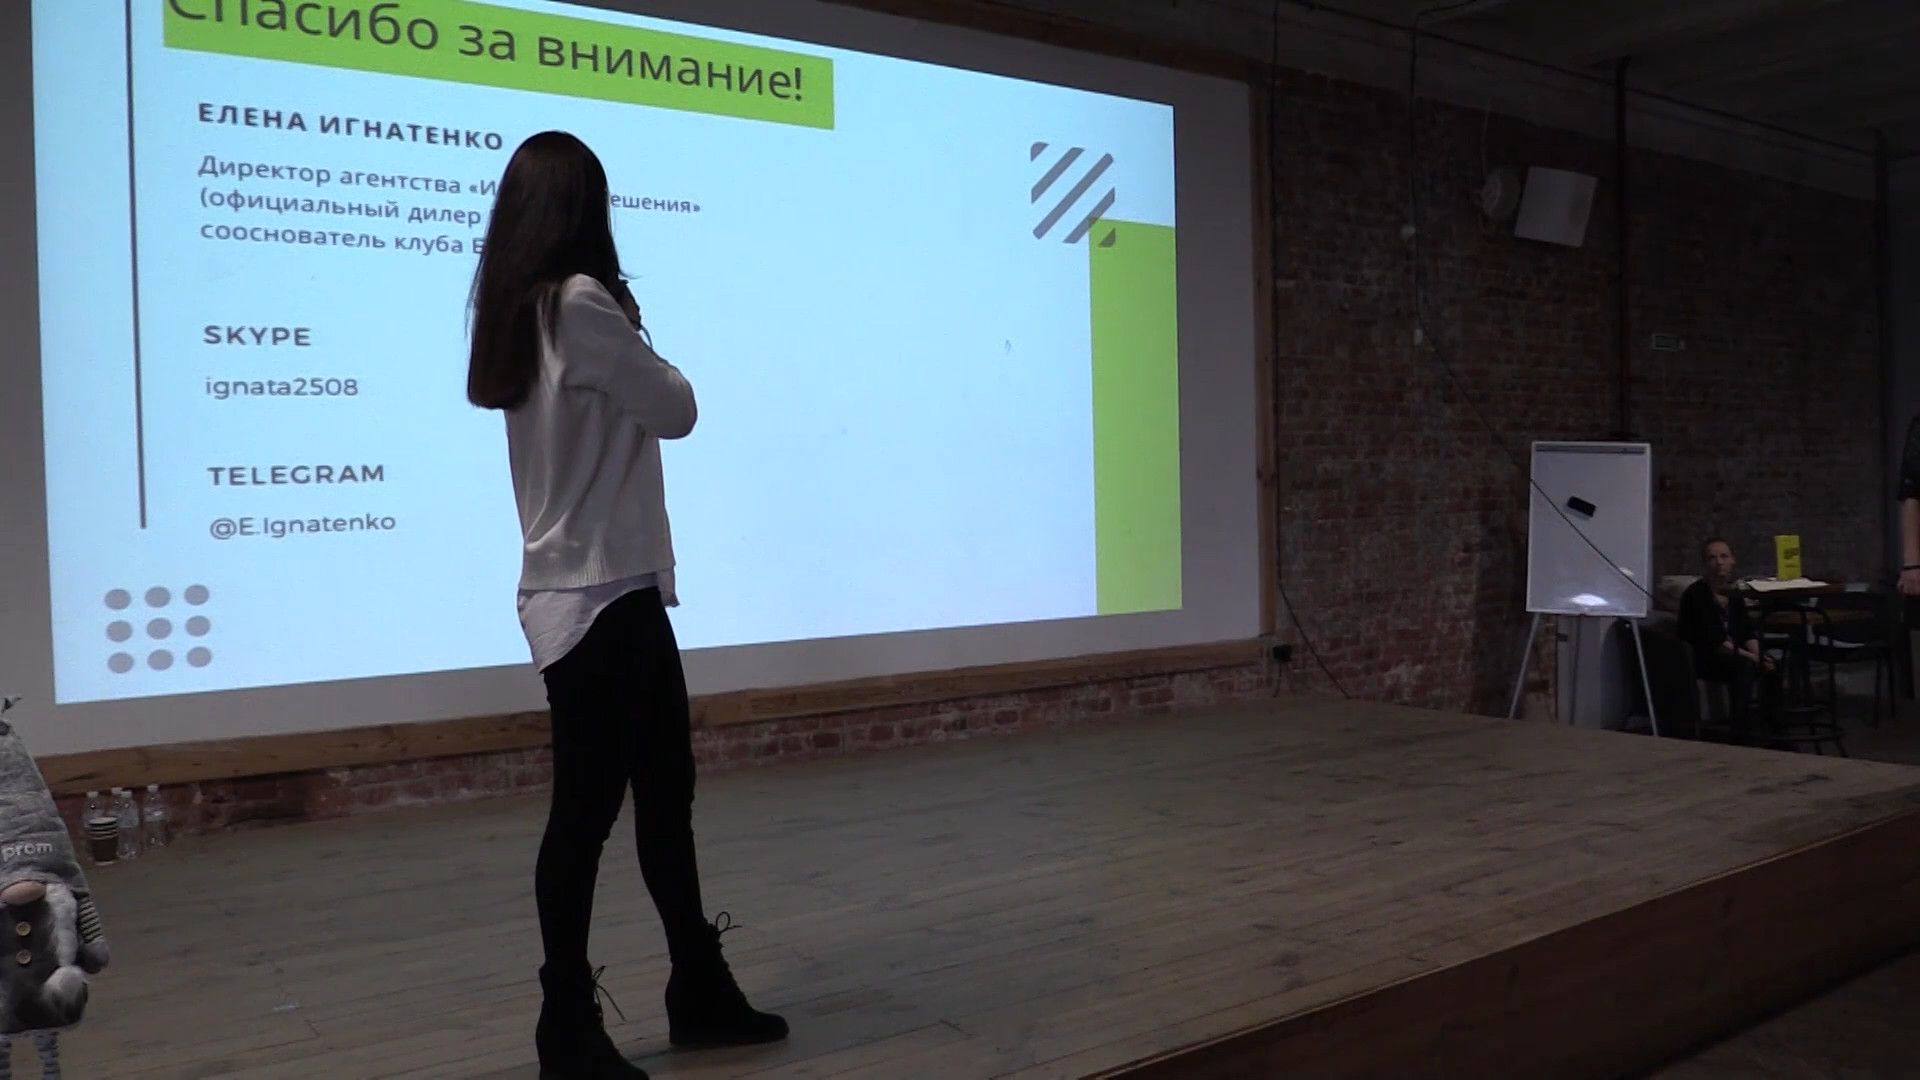 Спасибо за внимание!
ЕЛЕНА ИГНАТЕНКО
Директор агентства
(официальный дилер
сооснователь клуба
SKYPE
ignata2508
TELEGRAM
@E.Ignatenko
prom